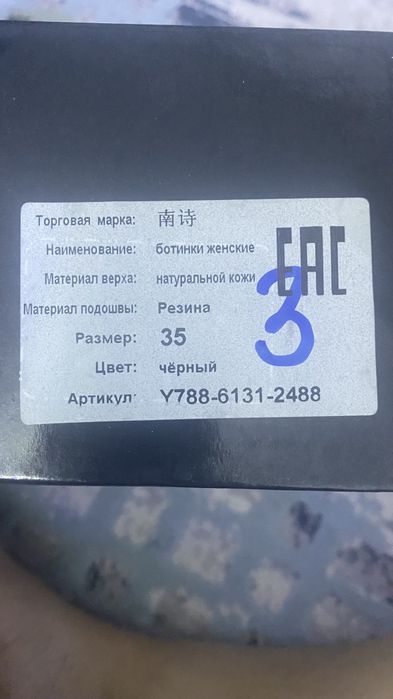 Торговая марка: 南诗
Наименование: ботинки женские
Материал верха: натуральной кожи
Материал подошвы: Резина
Размер: 35
Цвет: чёрный
Артикул: Y788-6131-2488
EAC
3